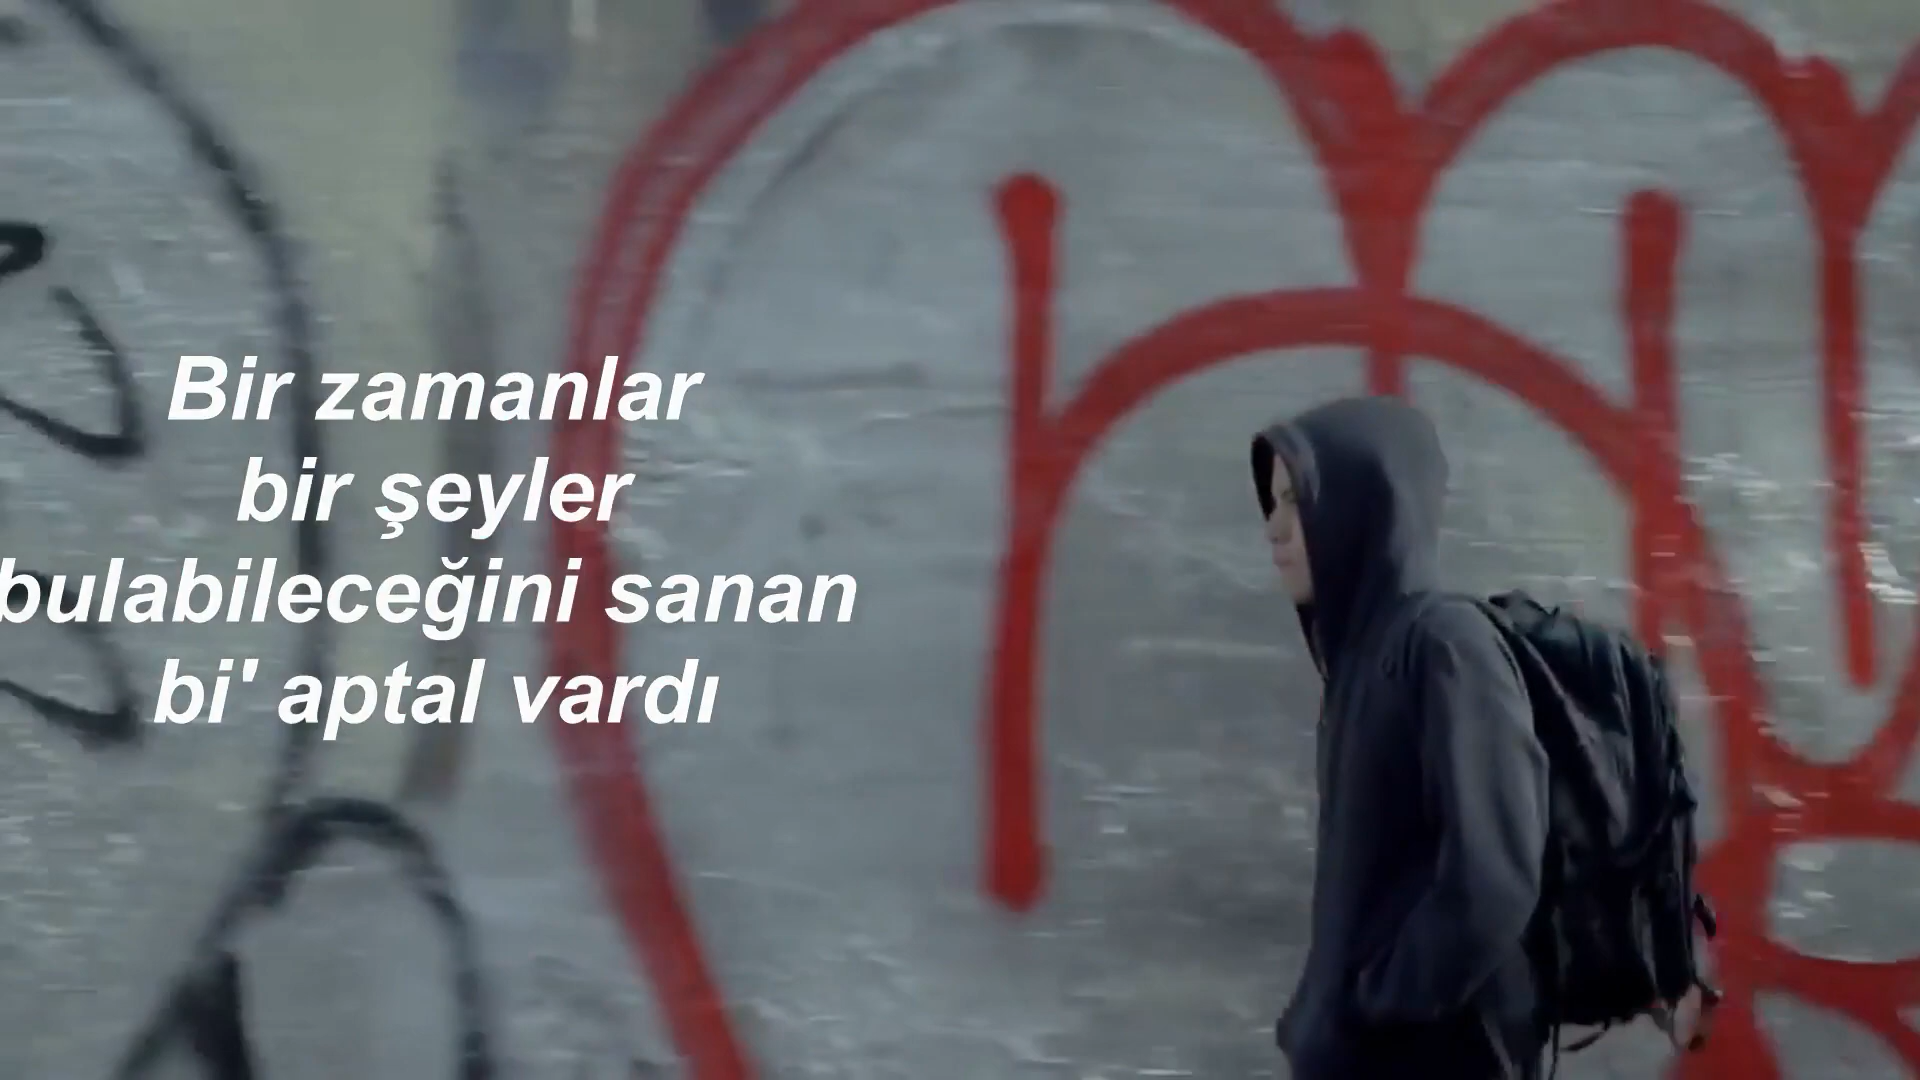 Bir zamanlar
bir şeyler
bulabileceğini sanan
bi' aptal vardı